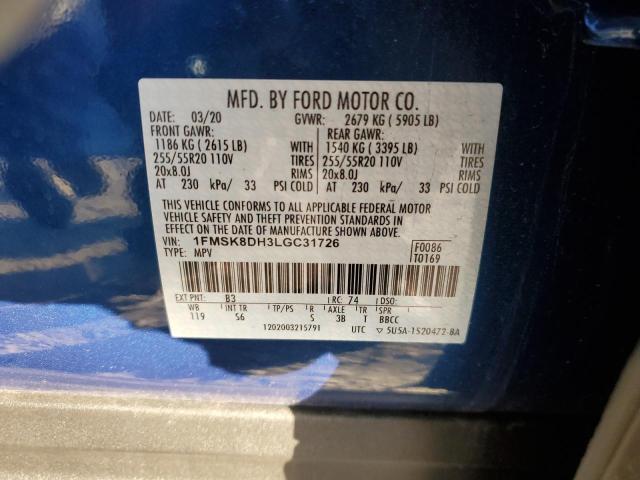 MFD. BY FORD MOTOR CO.
DATE: 03/20 GVWR: 2679 KG ( 5905 LB)
FRONT GAWR: REAR GAWR:
1186 KG ( 2615 LB) WITH 1540 KG ( 3395 LB) WITH
255/55R20 110V TIRES 255/55R20 110V TIRES
20x8.0J RIMS 20x8.0J RIMS
AT 230 kPa/ 33 PSI COLD AT 230 kPa/ 33 PSI COLD
THIS VEHICLE CONFORMS TO ALL APPLICABLE FEDERAL MOTOR
VEHICLE SAFETY AND THEFT PREVENTION STANDARDS IN
EFFECT ON THE DATE OF MANUFACTURE SHOWN ABOVE.
VIN: 1FMSK8DH3LGC31726 F0086
TYPE: MPV T0169
EXT PNT: B3 RC: 74 DSO:
WB INT TR TP/PS R AXLE TR SPR
119 S6 S 3B T BBCC
1202003215791 UTC ▽ 5U5A-1520472-BA